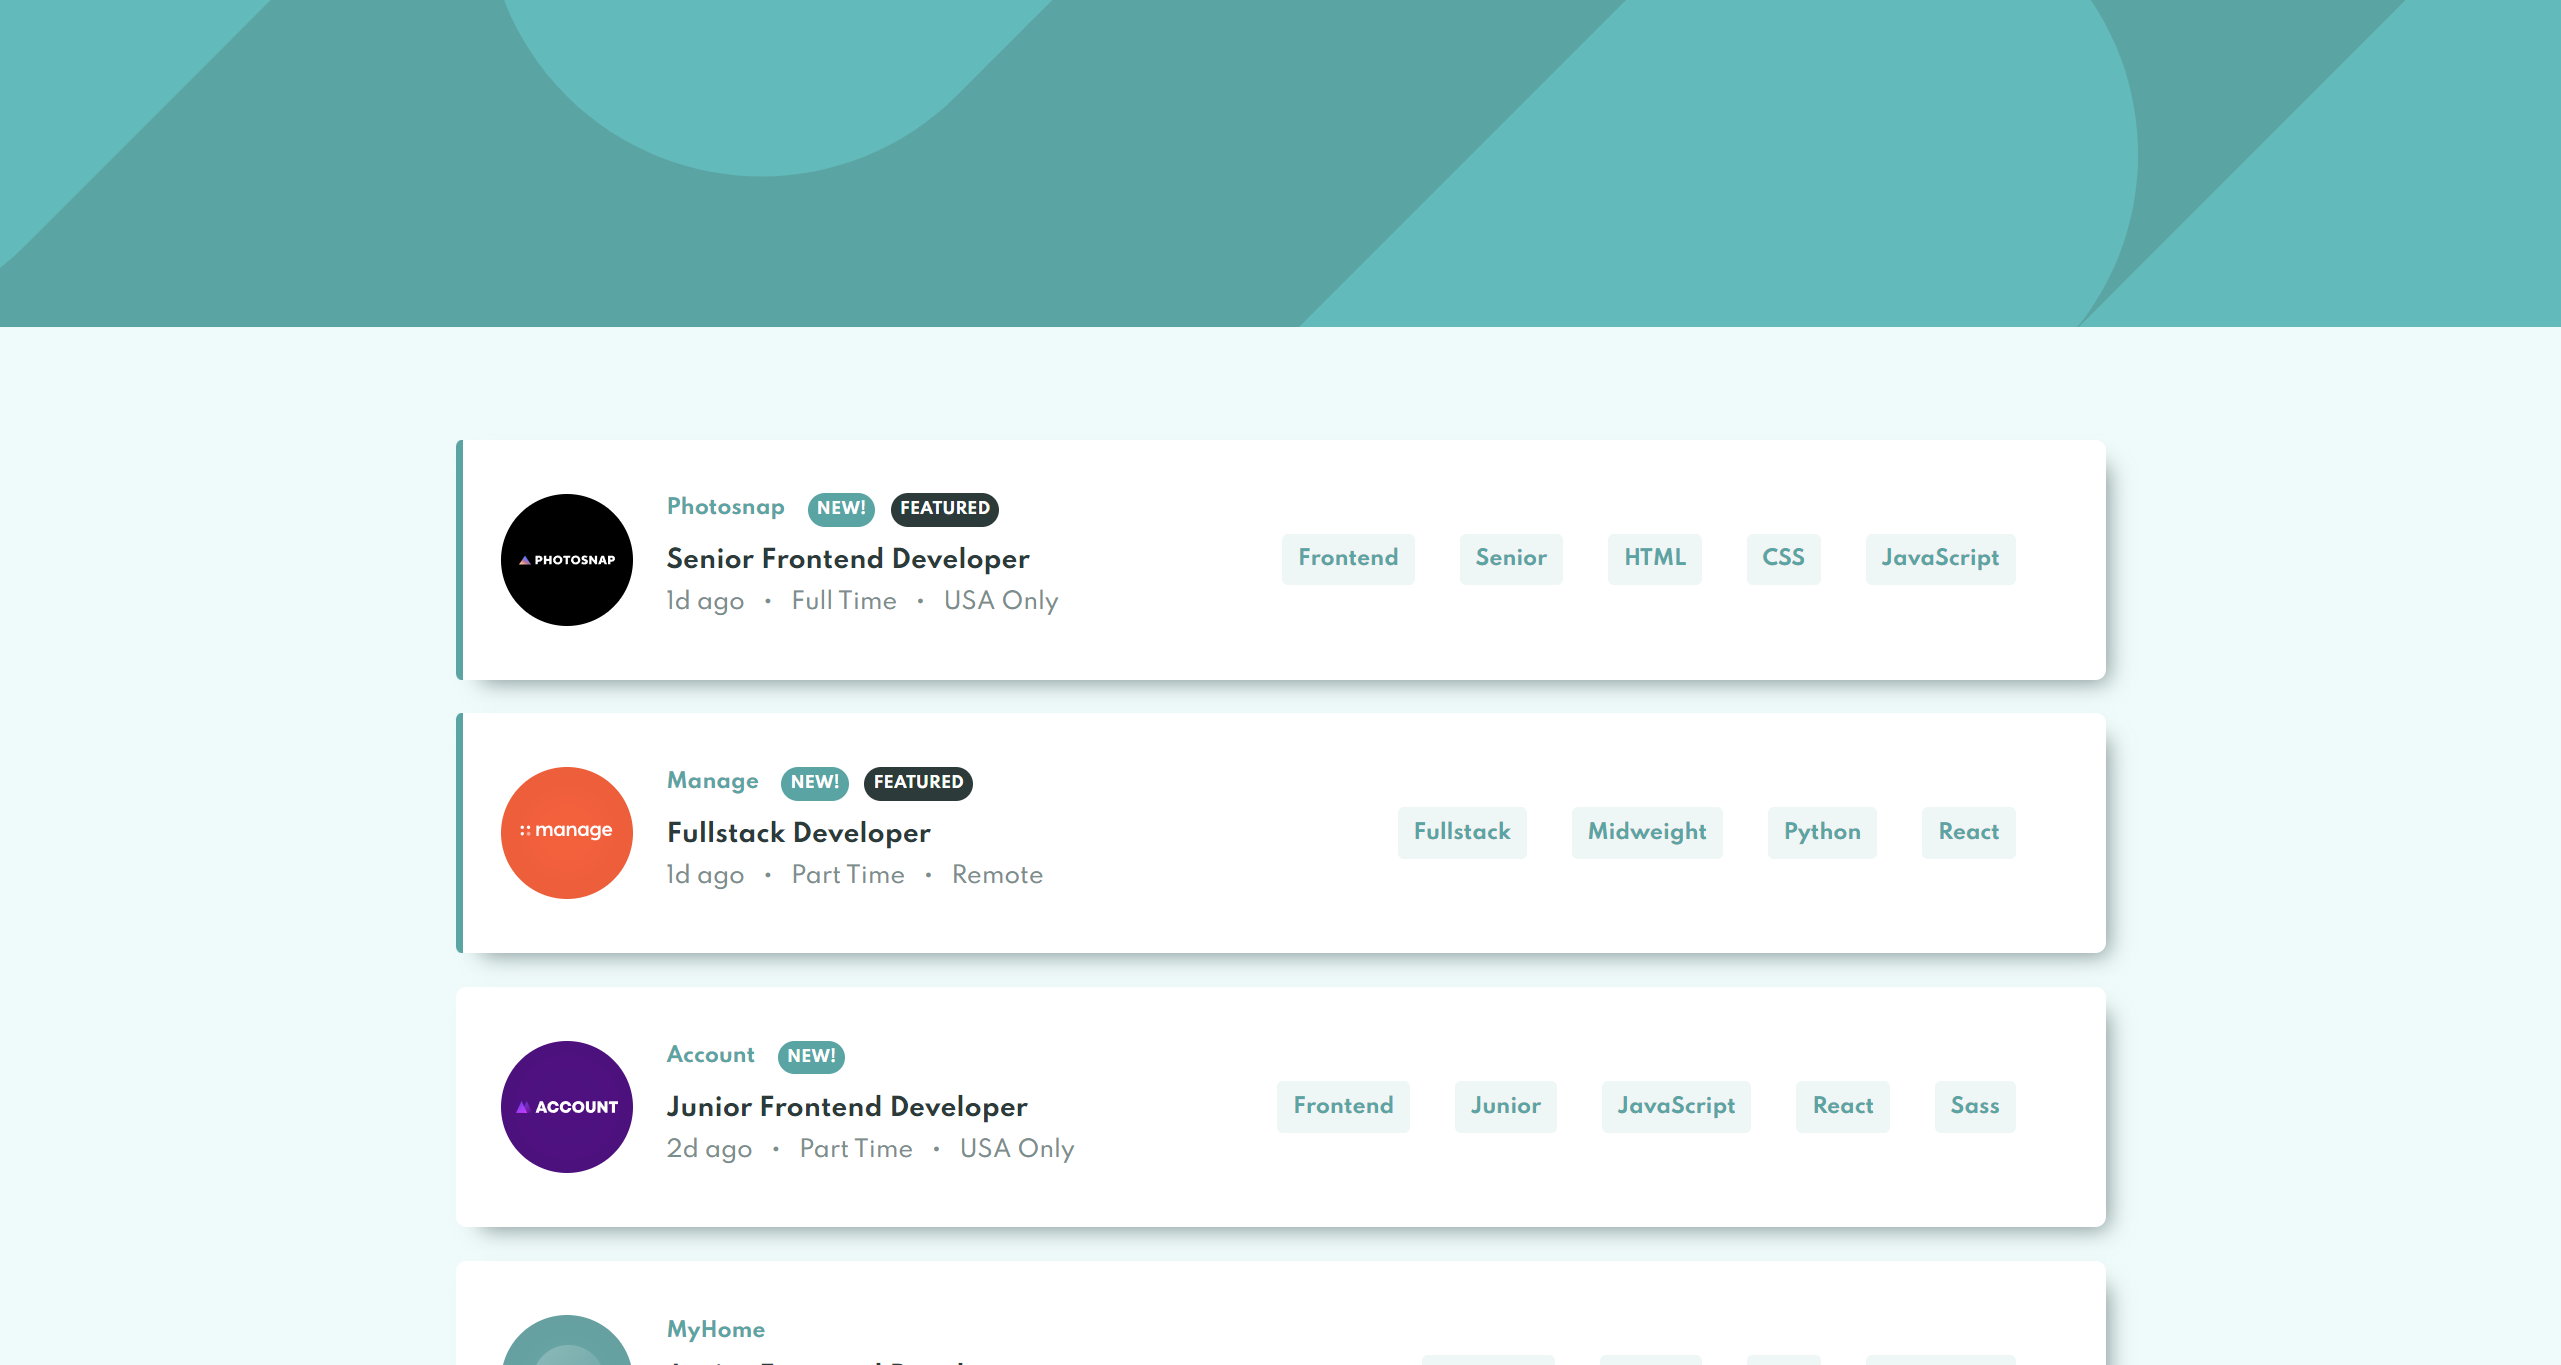 Photosnap NEW! FEATURED
PHOTOSNAP
Senior Frontend Developer
1d ago • Full Time • USA Only
Frontend Senior HTML CSS JavaScript
Manage NEW! FEATURED
manage
Fullstack Developer
1d ago • Part Time • Remote
Fullstack Midweight Python React
Account NEW!
ACCOUNT
Junior Frontend Developer
2d ago • Part Time • USA Only
Frontend Junior JavaScript React Sass
MyHome